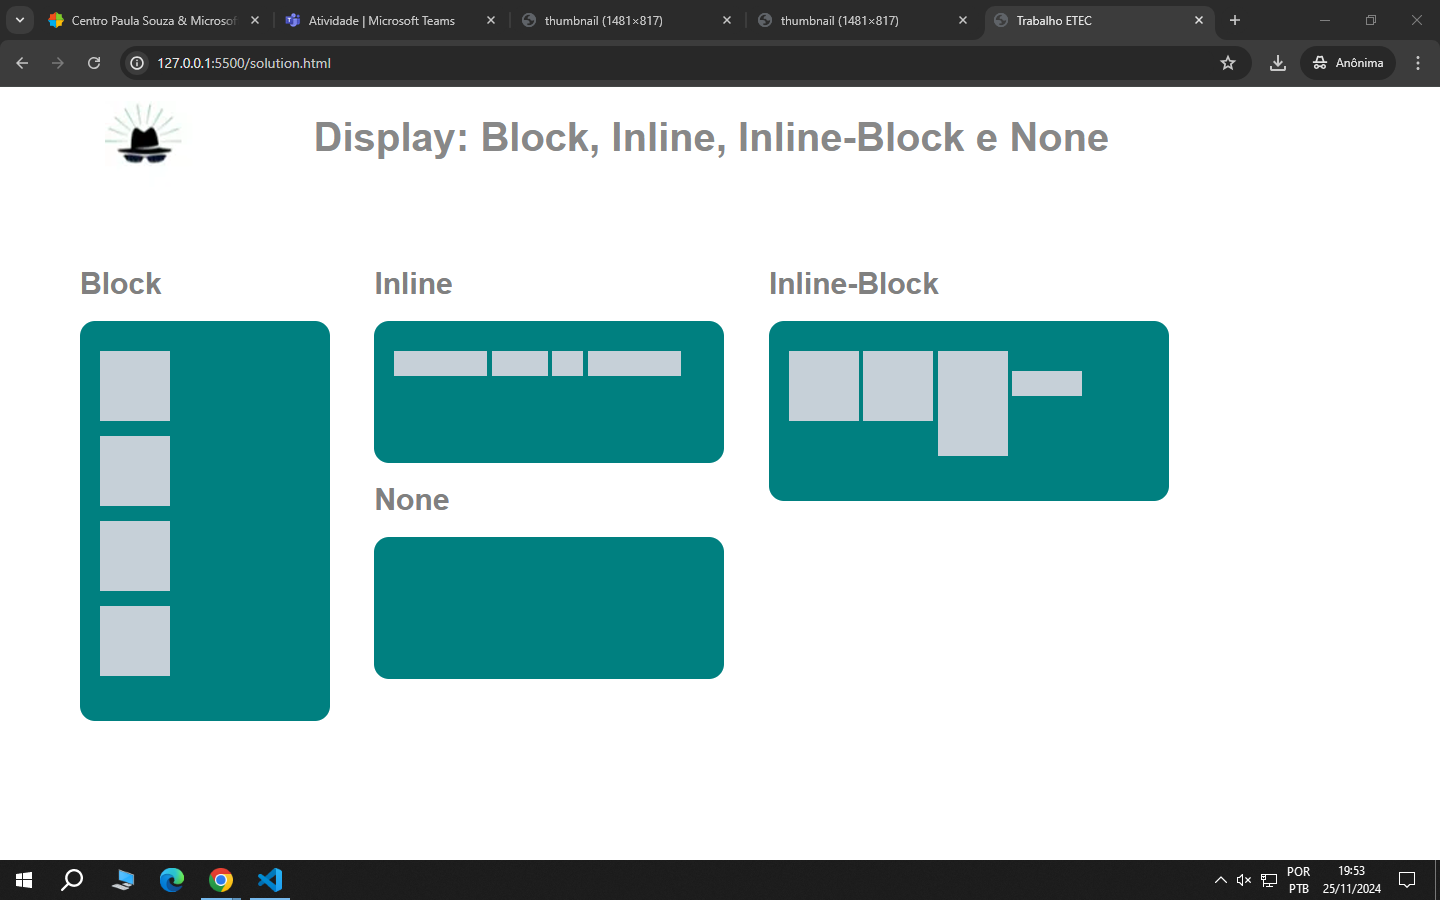 Centro Paula Souza & Microsof
Atividade | Microsoft Teams
thumbnail (1481×817)
thumbnail (1481×817)
Trabalho ETEC
127.0.0.1:5500/solution.html
Anônima
Display: Block, Inline, Inline-Block e None
Block
Inline
Inline-Block
None
POR
PTB
19:53
25/11/2024